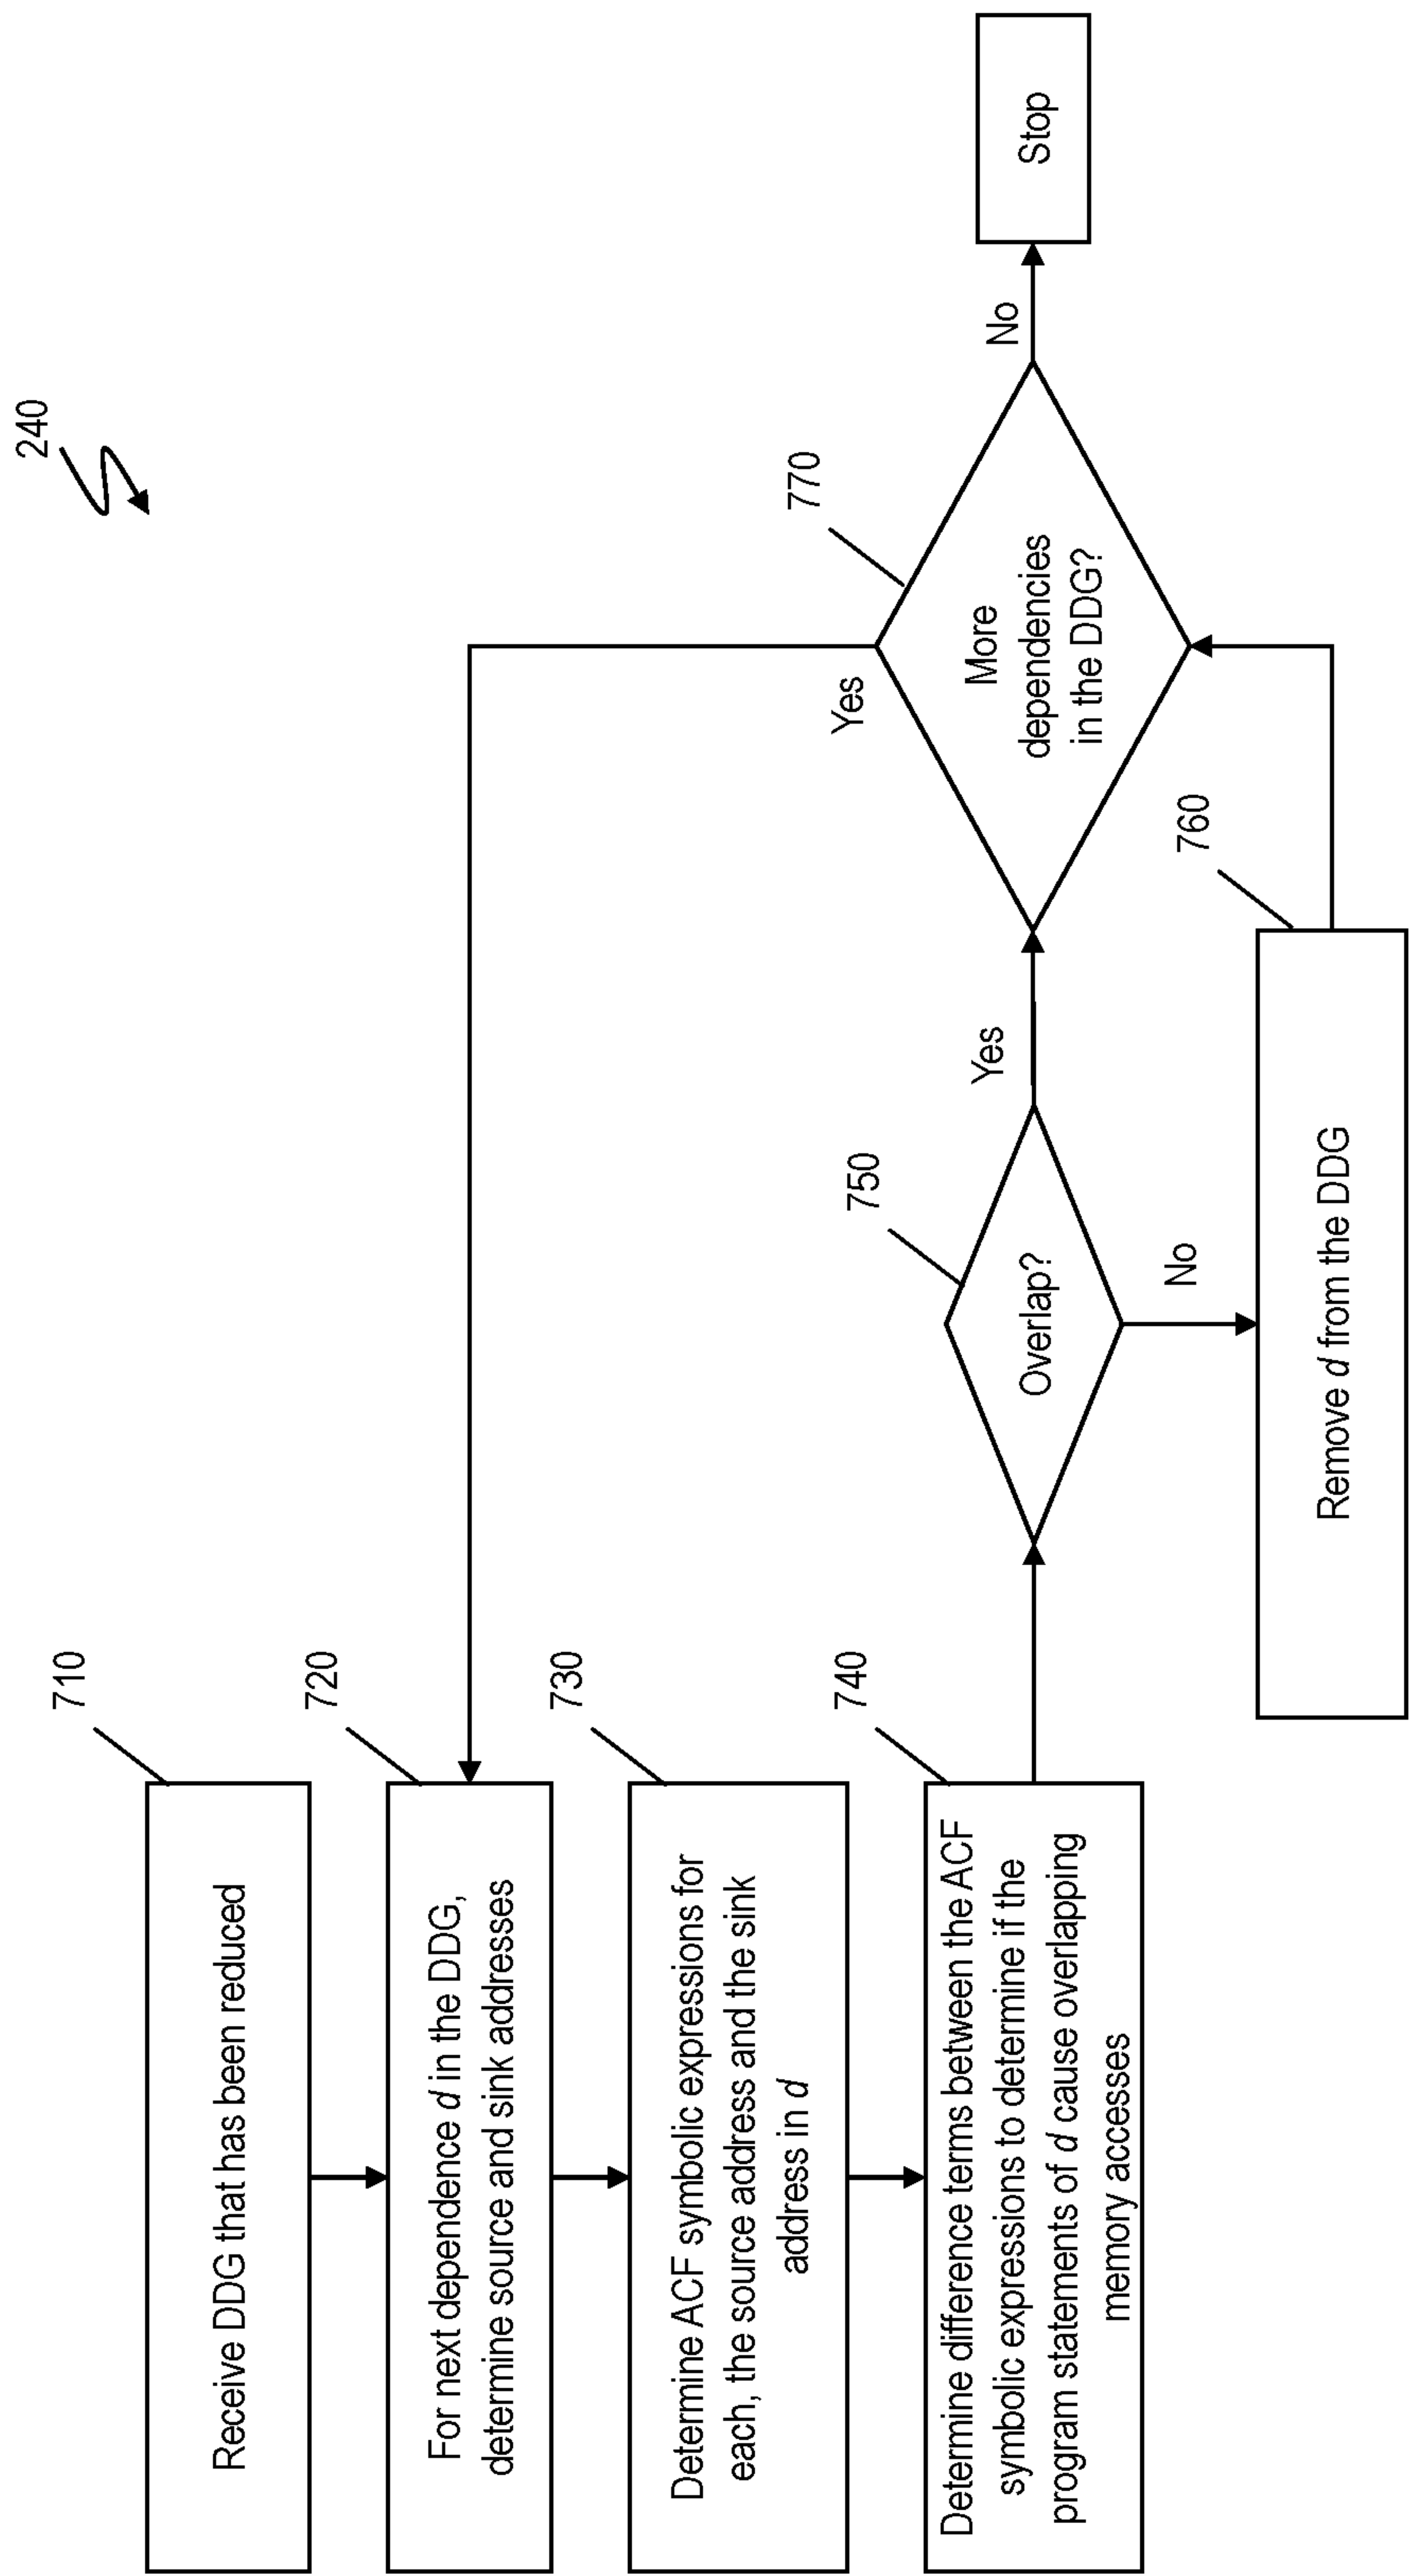 240
710
Receive DDG that has been reduced
720
For next dependence d in the DDG,
determine source and sink addresses
730
Determine ACF symbolic expressions for
each, the source address and the sink
address in d
740
Determine difference terms between the ACF
symbolic expressions to determine if the
program statements of d cause overlapping
memory accesses
750
Overlap?
Yes
No
760
Remove d from the DDG
770
More
dependencies
in the DDG?
Yes
No
Stop